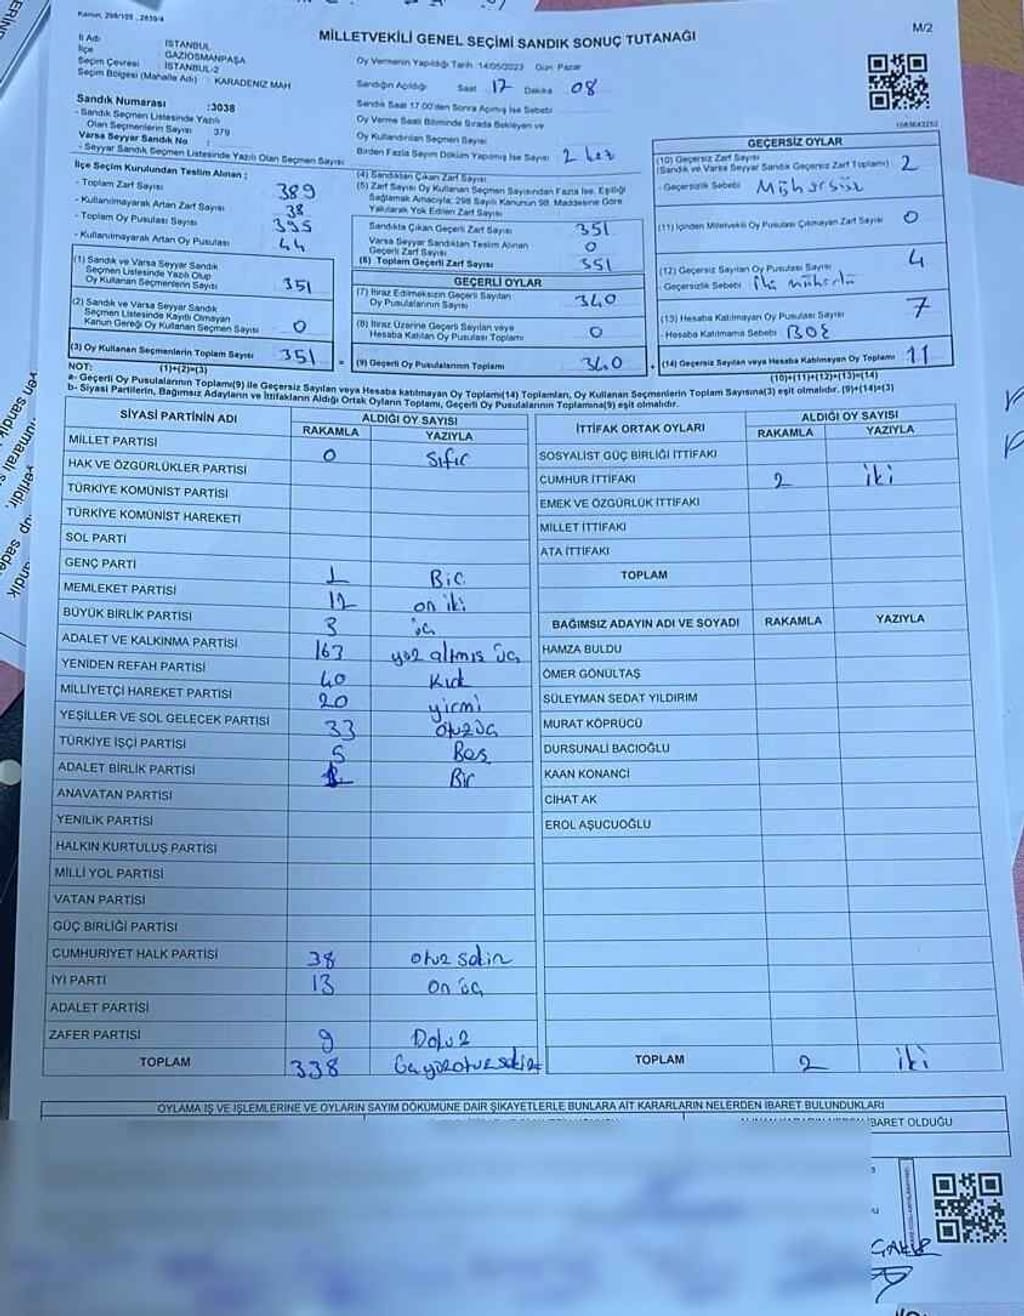 Kanun, 298/105 , 2839/4
M/2
MİLLETVEKİLİ GENEL SEÇİMİ SANDIK SONUÇ TUTANAĞI
İl Adı İSTANBUL
İlçe GAZİOSMANPAŞA
Seçim Çevresi İSTANBUL-2
Seçim Bölgesi (Mahalle Adı) : KARADENİZ MAH
Sandık Numarası :3038
- Sandık Seçmen Listesinde Yazılı
Olan Seçmenlerin Sayısı 379
Varsa Seyyar Sandık No :
- Seyyar Sandık Seçmen Listesinde Yazılı Olan Seçmen Sayısı
Oy Vermenin Yapıldığı Tarih :14/05/2023 Gün Pazar
Sandığın Açıldığı Saat 17 Dakika 08
Sandık Saat 17.00'den Sonra Açılmış İse Sebebi
Oy Verme Saati Bitiminde Sırada Bekleyen ve
Oy Kullandırılan Seçmen Sayısı
Birden Fazla Sayım Döküm Yapılmış İse Sayısı 2 kez
İlçe Seçim Kurulundan Teslim Alınan :
- Toplam Zarf Sayısı 389
- Kullanılmayarak Artan Zarf Sayısı 38
- Toplam Oy Pusulası Sayısı 395
- Kullanılmayarak Artan Oy Pusulası 44
(1) Sandık ve Varsa Seyyar Sandık
Seçmen Listesinde Yazılı Olup
Oy Kullanan Seçmenlerin Sayısı 351
(2) Sandık ve Varsa Seyyar Sandık
Seçmen Listesinde Kayıtlı Olmayan
Kanun Gereği Oy Kullanan Seçmen Sayısı 0
(3) Oy Kullanan Seçmenlerin Toplam Sayısı 351
(1)+(2)=(3)
(4) Sandıktan Çıkan Zarf Sayısı
(5) Zarf Sayısı Oy Kullanan Seçmen Sayısından Fazla İse, Eşitliği
Sağlamak Amacıyla; 298 Sayılı Kanunun 98. Maddesine Göre
Yakılarak Yok Edilen Zarf Sayısı
Sandıkta Çıkan Geçerli Zarf Sayısı 351
Varsa Seyyar Sandıktan Teslim Alınan
Geçerli Zarf Sayısı 0
(6) Toplam Geçerli Zarf Sayısı 351
GEÇERLİ OYLAR
(7) İtiraz Edilmeksizin Geçerli Sayılan
Oy Pusulalarının Sayısı 340
(8) İtiraz Üzerine Geçerli Sayılan veya
Hesaba Katılan Oy Pusulası Toplamı 0
(9) Geçerli Oy Pusulalarının Toplamı 340
GEÇERSİZ OYLAR
(10) Geçersiz Zarf Sayısı
(Sandık ve Varsa Seyyar Sandık Geçersiz Zarf Toplamı) 2
- Geçersizlik Sebebi Mühürsüz
(11) İçinden Milletvekili Oy Pusulası Çıkmayan Zarf Sayısı 0
(12) Geçersiz Sayılan Oy Pusulası Sayısı 4
- Geçersizlik Sebebi İki mühürlü
(13) Hesaba Katılmayan Oy Pusulası Sayısı 7
- Hesaba Katılmama Sebebi BOŞ
(14) Geçersiz Sayılan veya Hesaba Katılmayan Oy Toplamı 11
(10)+(11)+(12)+(13)=(14)
NOT:
a- Geçerli Oy Pusulalarının Toplamı(9) ile Geçersiz Sayılan veya Hesaba katılmayan Oy Toplamı(14) Toplamları, Oy Kullanan Seçmenlerin Toplam Sayısına(3) eşit olmalıdır. (9)+(14)=(3)
b- Siyasi Partilerin, Bağımsız Adayların ve İttifakların Aldığı Ortak Oyların Toplamı, Geçerli Oy Pusulalarının Toplamına(9) eşit olmalıdır.
SİYASİ PARTİNİN ADI ALDIĞI OY SAYISI
RAKAMLA YAZIYLA
MİLLET PARTİSİ 0 Sıfır
HAK VE ÖZGÜRLÜKLER PARTİSİ
TÜRKİYE KOMÜNİST PARTİSİ
TÜRKİYE KOMÜNİST HAREKETİ
SOL PARTİ
GENÇ PARTİ 1 Bir
MEMLEKET PARTİSİ 12 on iki
BÜYÜK BİRLİK PARTİSİ 3 üç
ADALET VE KALKINMA PARTİSİ 163 yüz altmış üç
YENİDEN REFAH PARTİSİ 40 Kırk
MİLLİYETÇİ HAREKET PARTİSİ 20 yirmi
YEŞİLLER VE SOL GELECEK PARTİSİ 33 otuzüç
TÜRKİYE İŞÇİ PARTİSİ 5 Beş
ADALET BİRLİK PARTİSİ 1 Bir
ANAVATAN PARTİSİ
YENİLİK PARTİSİ
HALKIN KURTULUŞ PARTİSİ
MİLLİ YOL PARTİSİ
VATAN PARTİSİ
GÜÇ BİRLİĞİ PARTİSİ
CUMHURİYET HALK PARTİSİ 38 otuz sekiz
İYİ PARTİ 13 on üç
ADALET PARTİSİ
ZAFER PARTİSİ 9 Dokuz
TOPLAM 338 üçyüzotuzsekiz
İTTİFAK ORTAK OYLARI ALDIĞI OY SAYISI
RAKAMLA YAZIYLA
SOSYALİST GÜÇ BİRLİĞİ İTTİFAKI
CUMHUR İTTİFAKI 2 iki
EMEK VE ÖZGÜRLÜK İTTİFAKI
MİLLET İTTİFAKI
ATA İTTİFAKI
TOPLAM
BAĞIMSIZ ADAYIN ADI VE SOYADI RAKAMLA YAZIYLA
HAMZA BULDU
ÖMER GÖNÜLTAŞ
SÜLEYMAN SEDAT YILDIRIM
MURAT KÖPRÜCÜ
DURSUNALİ BACIOĞLU
KAAN KONANCİ
CİHAT AK
EROL AŞUCUOĞLU
TOPLAM 2 iki
OYLAMA İŞ VE İŞLEMLERİNE VE OYLARIN SAYIM DÖKÜMÜNE DAİR ŞİKAYETLERLE BUNLARA AİT KARARLARIN NELERDEN İBARET BULUNDUKLARI
İBARET OLDUĞU